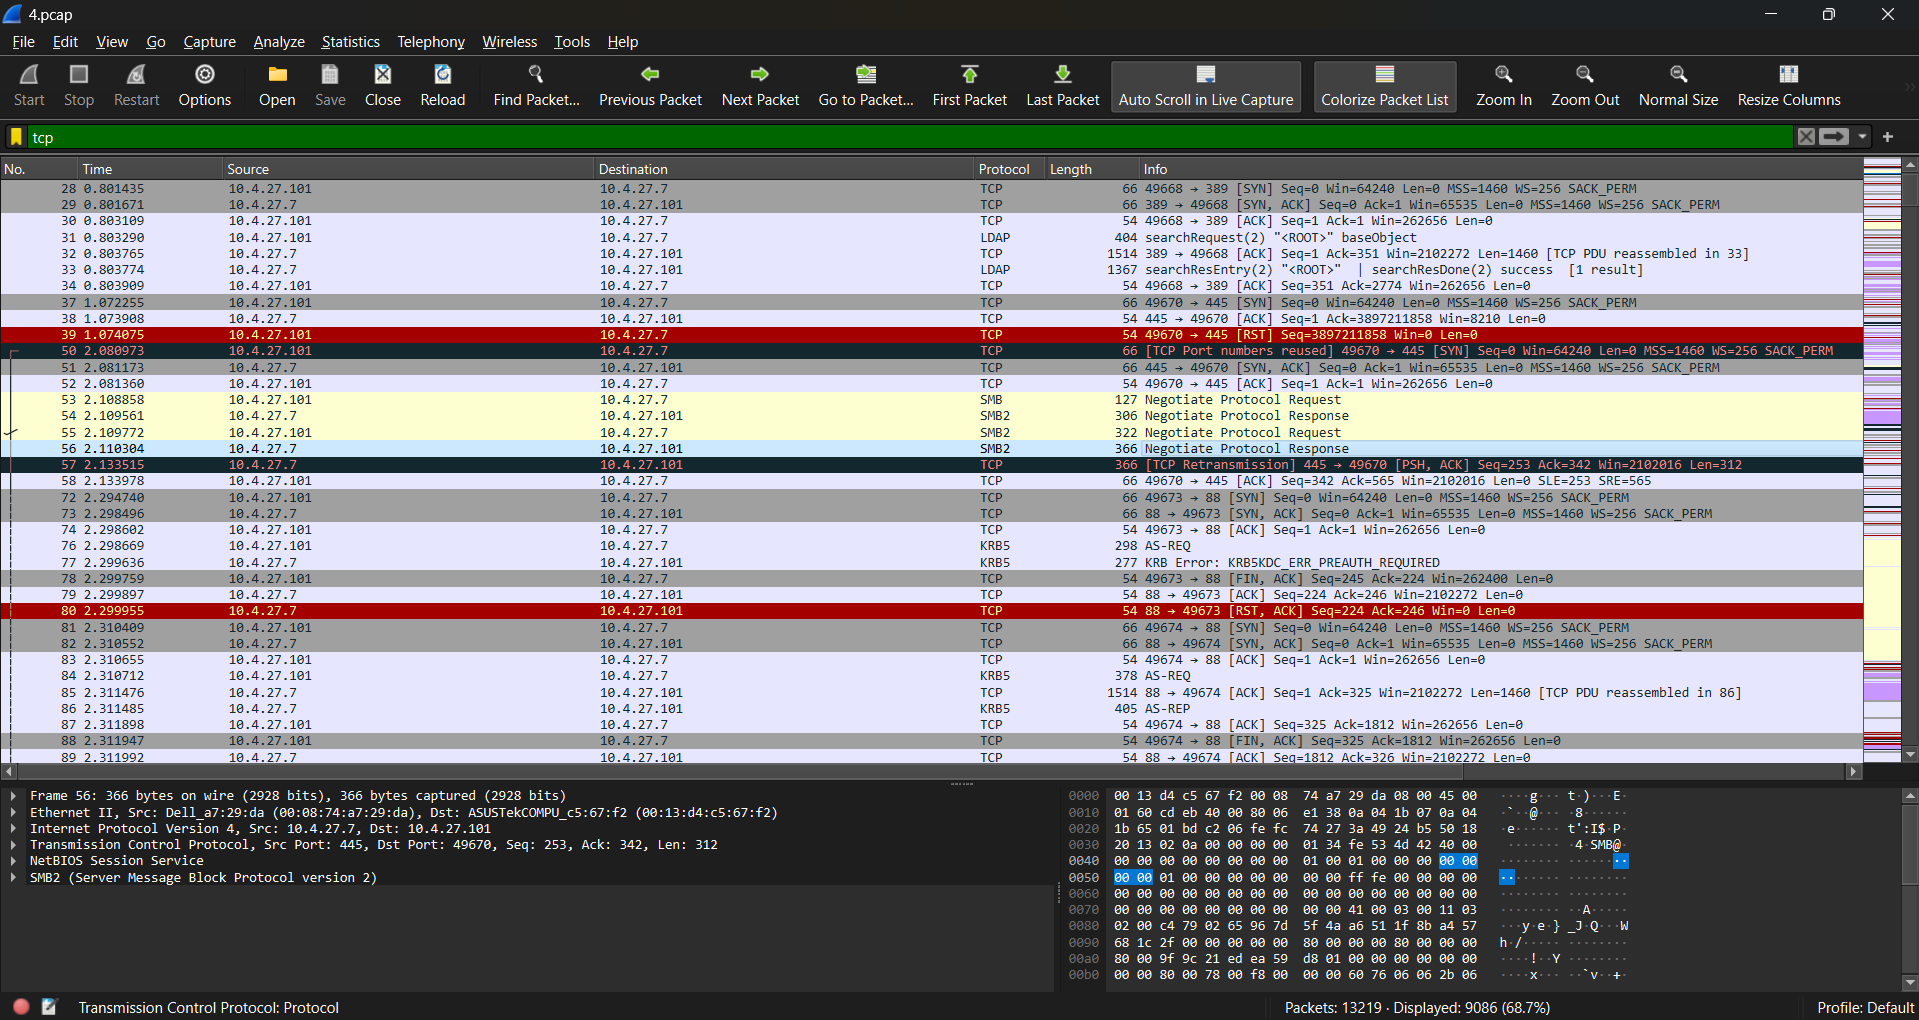 4.pcap
File Edit View Go Capture Analyze Statistics Telephony Wireless Tools Help
Start Stop Restart Options Open Save Close Reload Find Packet... Previous Packet Next Packet Go to Packet... First Packet Last Packet Auto Scroll in Live Capture Colorize Packet List Zoom In Zoom Out Normal Size Resize Columns
tcp
No. Time Source Destination Protocol Length Info
28 0.801435 10.4.27.101 10.4.27.7 TCP 66 49668 → 389 [SYN] Seq=0 Win=64240 Len=0 MSS=1460 WS=256 SACK_PERM
29 0.801671 10.4.27.7 10.4.27.101 TCP 66 389 → 49668 [SYN, ACK] Seq=0 Ack=1 Win=65535 Len=0 MSS=1460 WS=256 SACK_PERM
30 0.803109 10.4.27.101 10.4.27.7 TCP 54 49668 → 389 [ACK] Seq=1 Ack=1 Win=262656 Len=0
31 0.803290 10.4.27.101 10.4.27.7 LDAP 404 searchRequest(2) "<ROOT>" baseObject
32 0.803765 10.4.27.7 10.4.27.101 TCP 1514 389 → 49668 [ACK] Seq=1 Ack=351 Win=2102272 Len=1460 [TCP PDU reassembled in 33]
33 0.803774 10.4.27.7 10.4.27.101 LDAP 1367 searchResEntry(2) "<ROOT>" | searchResDone(2) success [1 result]
34 0.803909 10.4.27.101 10.4.27.7 TCP 54 49668 → 389 [ACK] Seq=351 Ack=2774 Win=262656 Len=0
37 1.072255 10.4.27.101 10.4.27.7 TCP 66 49670 → 445 [SYN] Seq=0 Win=64240 Len=0 MSS=1460 WS=256 SACK_PERM
38 1.073908 10.4.27.7 10.4.27.101 TCP 54 445 → 49670 [ACK] Seq=1 Ack=3897211858 Win=8210 Len=0
39 1.074075 10.4.27.101 10.4.27.7 TCP 54 49670 → 445 [RST] Seq=3897211858 Win=0 Len=0
50 2.080973 10.4.27.101 10.4.27.7 TCP 66 [TCP Port numbers reused] 49670 → 445 [SYN] Seq=0 Win=64240 Len=0 MSS=1460 WS=256 SACK_PERM
51 2.081173 10.4.27.7 10.4.27.101 TCP 66 445 → 49670 [SYN, ACK] Seq=0 Ack=1 Win=65535 Len=0 MSS=1460 WS=256 SACK_PERM
52 2.081360 10.4.27.101 10.4.27.7 TCP 54 49670 → 445 [ACK] Seq=1 Ack=1 Win=262656 Len=0
53 2.108858 10.4.27.101 10.4.27.7 SMB 127 Negotiate Protocol Request
54 2.109561 10.4.27.7 10.4.27.101 SMB2 306 Negotiate Protocol Response
55 2.109772 10.4.27.101 10.4.27.7 SMB2 322 Negotiate Protocol Request
56 2.110304 10.4.27.7 10.4.27.101 SMB2 366 Negotiate Protocol Response
57 2.133515 10.4.27.7 10.4.27.101 TCP 366 [TCP Retransmission] 445 → 49670 [PSH, ACK] Seq=253 Ack=342 Win=2102016 Len=312
58 2.133978 10.4.27.101 10.4.27.7 TCP 66 49670 → 445 [ACK] Seq=342 Ack=565 Win=2102016 Len=0 SLE=253 SRE=565
72 2.294740 10.4.27.101 10.4.27.7 TCP 66 49673 → 88 [SYN] Seq=0 Win=64240 Len=0 MSS=1460 WS=256 SACK_PERM
73 2.298496 10.4.27.7 10.4.27.101 TCP 66 88 → 49673 [SYN, ACK] Seq=0 Ack=1 Win=65535 Len=0 MSS=1460 WS=256 SACK_PERM
74 2.298602 10.4.27.101 10.4.27.7 TCP 54 49673 → 88 [ACK] Seq=1 Ack=1 Win=262656 Len=0
76 2.298669 10.4.27.101 10.4.27.7 KRB5 298 AS-REQ
77 2.299636 10.4.27.7 10.4.27.101 KRB5 277 KRB Error: KRB5KDC_ERR_PREAUTH_REQUIRED
78 2.299759 10.4.27.101 10.4.27.7 TCP 54 49673 → 88 [FIN, ACK] Seq=245 Ack=224 Win=262400 Len=0
79 2.299897 10.4.27.7 10.4.27.101 TCP 54 88 → 49673 [ACK] Seq=224 Ack=246 Win=2102272 Len=0
80 2.299955 10.4.27.7 10.4.27.101 TCP 54 88 → 49673 [RST, ACK] Seq=224 Ack=246 Win=0 Len=0
81 2.310409 10.4.27.101 10.4.27.7 TCP 66 49674 → 88 [SYN] Seq=0 Win=64240 Len=0 MSS=1460 WS=256 SACK_PERM
82 2.310552 10.4.27.7 10.4.27.101 TCP 66 88 → 49674 [SYN, ACK] Seq=0 Ack=1 Win=65535 Len=0 MSS=1460 WS=256 SACK_PERM
83 2.310655 10.4.27.101 10.4.27.7 TCP 54 49674 → 88 [ACK] Seq=1 Ack=1 Win=262656 Len=0
84 2.310712 10.4.27.101 10.4.27.7 KRB5 378 AS-REQ
85 2.311476 10.4.27.7 10.4.27.101 TCP 1514 88 → 49674 [ACK] Seq=1 Ack=325 Win=2102272 Len=1460 [TCP PDU reassembled in 86]
86 2.311485 10.4.27.7 10.4.27.101 KRB5 405 AS-REP
87 2.311898 10.4.27.101 10.4.27.7 TCP 54 49674 → 88 [ACK] Seq=325 Ack=1812 Win=262656 Len=0
88 2.311947 10.4.27.101 10.4.27.7 TCP 54 49674 → 88 [FIN, ACK] Seq=325 Ack=1812 Win=262656 Len=0
89 2.311992 10.4.27.7 10.4.27.101 TCP 54 88 → 49674 [ACK] Seq=1812 Ack=326 Win=2102272 Len=0
Frame 56: 366 bytes on wire (2928 bits), 366 bytes captured (2928 bits)
Ethernet II, Src: Dell_a7:29:da (00:08:74:a7:29:da), Dst: ASUSTekCOMPU_c5:67:f2 (00:13:d4:c5:67:f2)
Internet Protocol Version 4, Src: 10.4.27.7, Dst: 10.4.27.101
Transmission Control Protocol, Src Port: 445, Dst Port: 49670, Seq: 253, Ack: 342, Len: 312
NetBIOS Session Service
SMB2 (Server Message Block Protocol version 2)
0000 00 13 d4 c5 67 f2 00 08 74 a7 29 da 08 00 45 00 ····g··· t·)···E·
0010 01 60 cd eb 40 00 80 06 e1 38 0a 04 1b 07 0a 04 ·`··@··· ·8······
0020 1b 65 01 bd c2 06 fe fc 74 27 3a 49 24 b5 50 18 ·e······ t':I$·P·
0030 20 13 02 0a 00 00 00 00 01 34 fe 53 4d 42 40 00 ······· ·4·SMB@·
0040 00 00 00 00 00 00 00 00 01 00 01 00 00 00 00 00 ········ ········
0050 00 00 01 00 00 00 00 00 00 00 ff fe 00 00 00 00 ········ ········
0060 00 00 00 00 00 00 00 00 00 00 00 00 00 00 00 00 ········ ········
0070 00 00 00 00 00 00 00 00 00 00 41 00 03 00 11 03 ········ ··A·····
0080 02 00 c4 79 02 65 96 7d 5f 4a a6 51 1f 8b a4 57 ···y·e·} _J·Q···W
0090 68 1c 2f 00 00 00 00 00 80 00 00 00 80 00 00 00 h·/····· ········
00a0 80 00 9f 9c 21 ed ea 59 d8 01 00 00 00 00 00 00 ····!··Y ········
00b0 00 00 80 00 78 00 f8 00 00 00 60 76 06 06 2b 06 ····x··· ··`v··+·
Transmission Control Protocol: Protocol
Packets: 13219 · Displayed: 9086 (68.7%)
Profile: Default